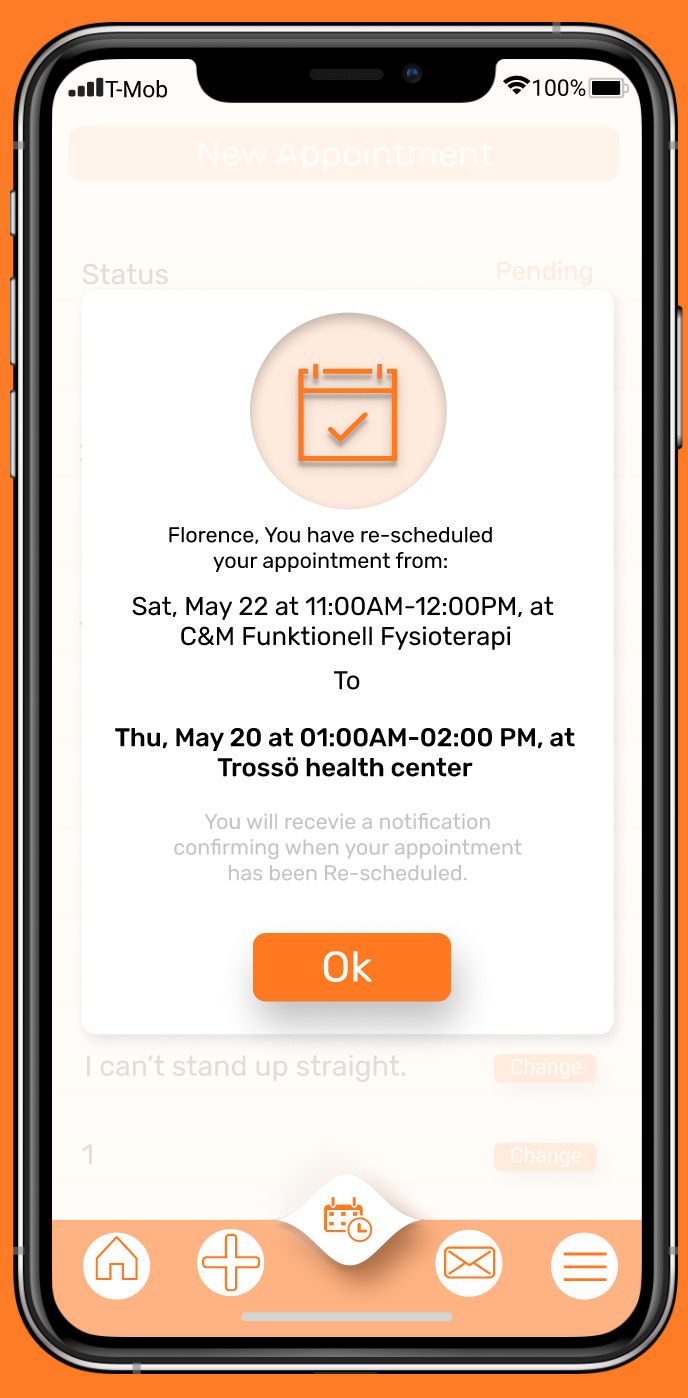 T-Mob
100%
New Appointment
Status
Pending
Florence, You have re-scheduled
your appointment from:
Sat, May 22 at 11:00AM-12:00PM, at
C&M Funktionell Fysioterapi
To
Thu, May 20 at 01:00AM-02:00 PM, at
Trossö health center
You will recevie a notification
confirming when your appointment
has been Re-scheduled.
Ok
I can't stand up straight.
Change
1
Change